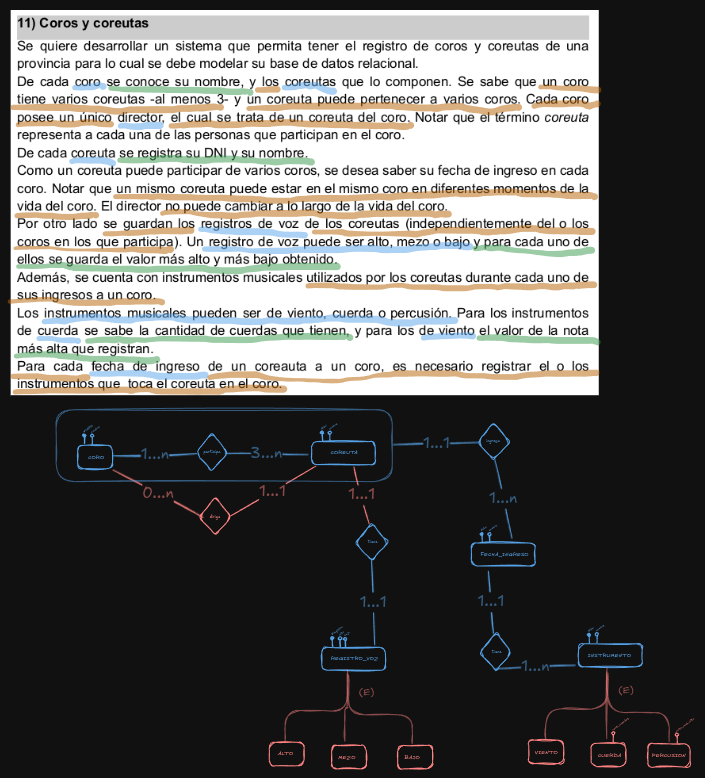 11) Coros y coreutas
Se quiere desarrollar un sistema que permita tener el registro de coros y coreutas de una
provincia para lo cual se debe modelar su base de datos relacional.
De cada coro se conoce su nombre, y los coreutas que lo componen. Se sabe que un coro
tiene varios coreutas -al menos 3- y un coreuta puede pertenecer a varios coros. Cada coro
posee un único director, el cual se trata de un coreuta del coro. Notar que el término coreuta
representa a cada una de las personas que participan en el coro.
De cada coreuta se registra su DNI y su nombre.
Como un coreuta puede participar de varios coros, se desea saber su fecha de ingreso en cada
coro. Notar que un mismo coreuta puede estar en el mismo coro en diferentes momentos de la
vida del coro. El director no puede cambiar a lo largo de la vida del coro.
Por otro lado se guardan los registros de voz de los coreutas (independientemente del o los
coros en los que participa). Un registro de voz puede ser alto, mezo o bajo y para cada uno de
ellos se guarda el valor más alto y más bajo obtenido.
Además, se cuenta con instrumentos musicales utilizados por los coreutas durante cada uno de
sus ingresos a un coro.
Los instrumentos musicales pueden ser de viento, cuerda o percusión. Para los instrumentos
de cuerda se sabe la cantidad de cuerdas que tienen, y para los de viento el valor de la nota
más alta que registran.
Para cada fecha de ingreso de un coreauta a un coro, es necesario registrar el o los
instrumentos que toca el coreuta en el coro.
CORO
1...n
participa
3...n
COREUTA
1...1
Ingreso
0...n
Dirige
1...1
1...1
1...n
Tiene
FECHA_INGRESO
1...1
1...1
REGISTRO_VOZ
Tiene
1...n
INSTRUMENTO
(E)
(E)
ALTO
MEZO
BAJO
VIENTO
CUERDA
PERCUSION